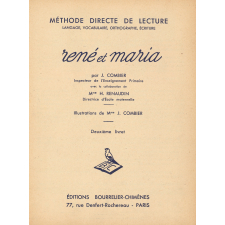 MÉTHODE DIRECTE DE LECTURE
LANGAGE, VOCABULAIRE, ORTHOGRAPHE, ÉCRITURE
rené et maria
par J. COMBIER
Inspecteur de l'Enseignement Primaire
avec la collaboration de
Mme H. RENAUDIN
Directrice d'École maternelle
Illustrations de Mme J. COMBIER
Deuxième livret
ÉDITIONS BOURRELIER-CHIMÈNES
77, rue Denfert-Rochereau - PARIS